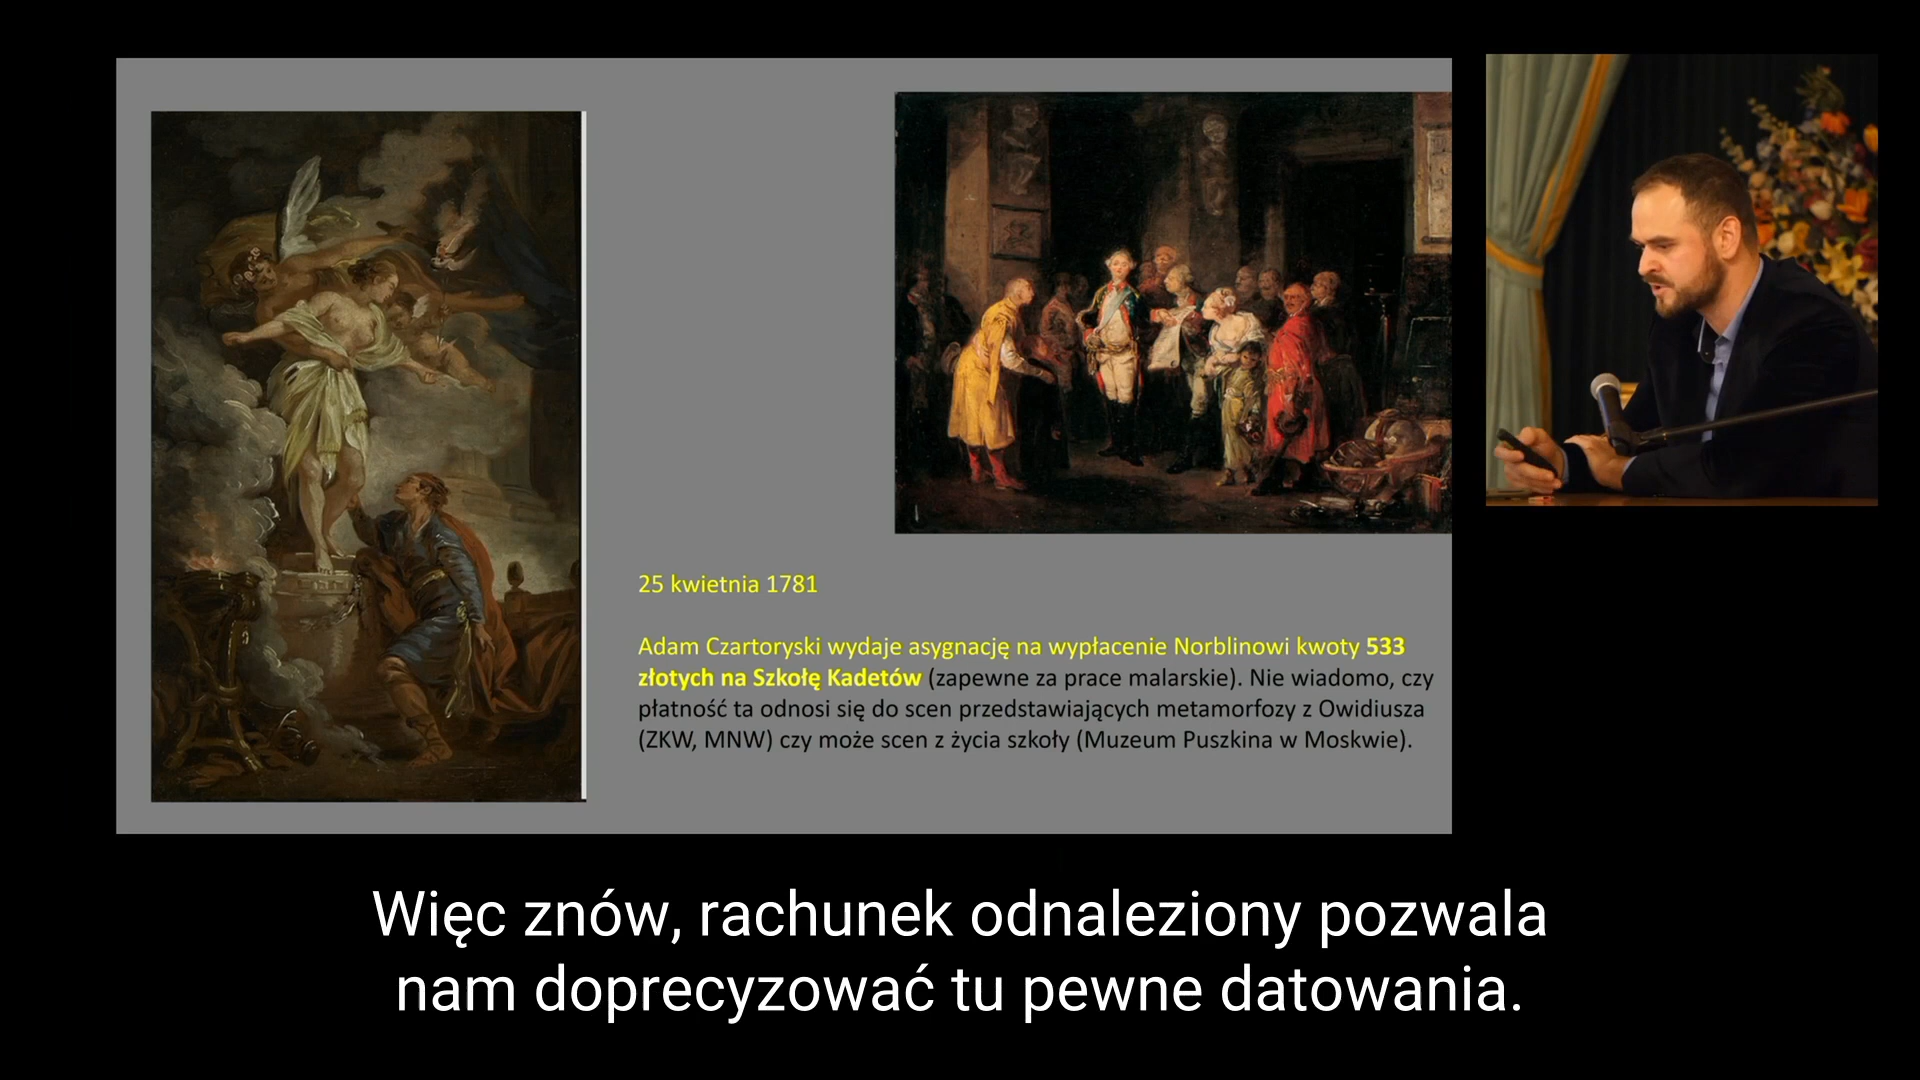 25 kwietnia 1781
Adam Czartoryski wydaje asygnację na wypłacenie Norblinowi kwoty 533
złotych na Szkołę Kadetów (zapewne za prace malarskie). Nie wiadomo, czy
płatność ta odnosi się do scen przedstawiających metamorfozy z Owidiusza
(ZKW, MNW) czy może scen z życia szkoły (Muzeum Puszkina w Moskwie).
Więc znów, rachunek odnaleziony pozwala
nam doprecyzować tu pewne datowania.